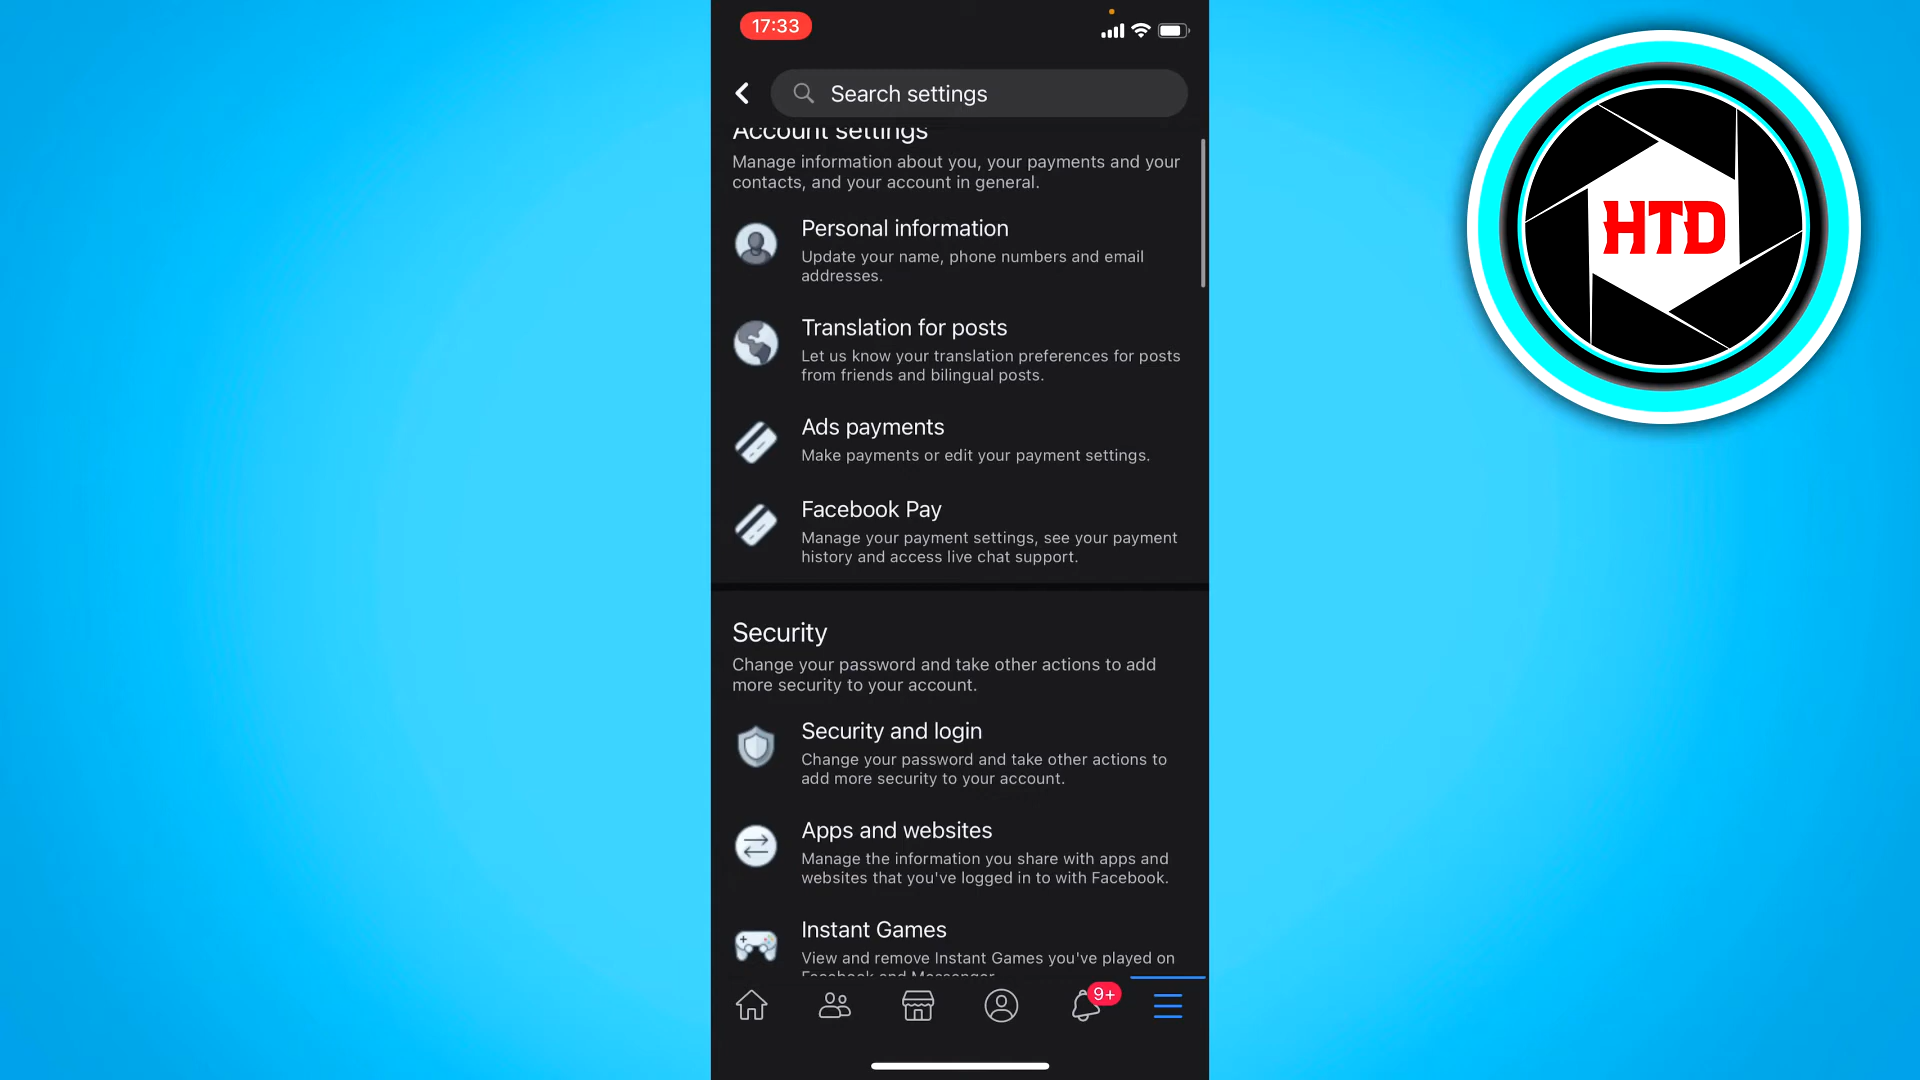 17:33
Search settings
Account settings
Manage information about you, your payments and your
contacts, and your account in general.
Personal information
Update your name, phone numbers and email
addresses.
Translation for posts
Let us know your translation preferences for posts
from friends and bilingual posts.
Ads payments
Make payments or edit your payment settings.
Facebook Pay
Manage your payment settings, see your payment
history and access live chat support.
Security
Change your password and take other actions to add
more security to your account.
Security and login
Change your password and take other actions to
add more security to your account.
Apps and websites
Manage the information you share with apps and
websites that you've logged in to with Facebook.
Instant Games
View and remove Instant Games you've played on
Facebook and Messenger.
9+
HTD